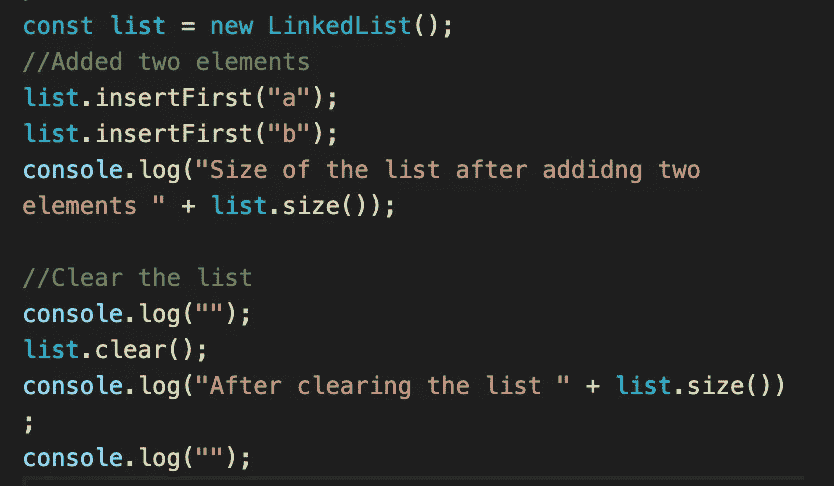 const list = new LinkedList();
//Added two elements
list.insertFirst("a");
list.insertFirst("b");
console.log("Size of the list after addidng two
elements " + list.size());
//Clear the list
console.log("");
list.clear();
console.log("After clearing the list " + list.size())
;
console.log("");